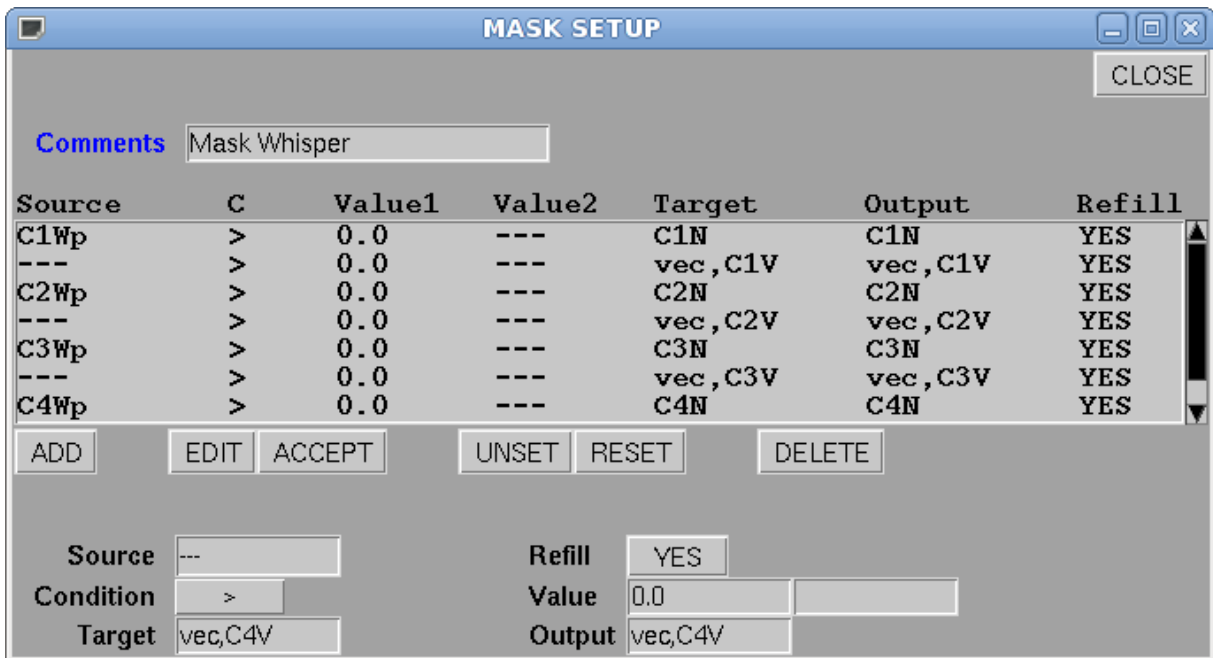 MASK SETUP
CLOSE
Comments Mask Whisper
Source C Value1 Value2 Target Output Refill
C1Wp > 0.0 --- C1N C1N YES
--- > 0.0 --- vec,C1V vec,C1V YES
C2Wp > 0.0 --- C2N C2N YES
--- > 0.0 --- vec,C2V vec,C2V YES
C3Wp > 0.0 --- C3N C3N YES
--- > 0.0 --- vec,C3V vec,C3V YES
C4Wp > 0.0 --- C4N C4N YES
ADD EDIT ACCEPT UNSET RESET DELETE
Source --- Refill YES
Condition > Value 0.0
Target vec,C4V Output vec,C4V